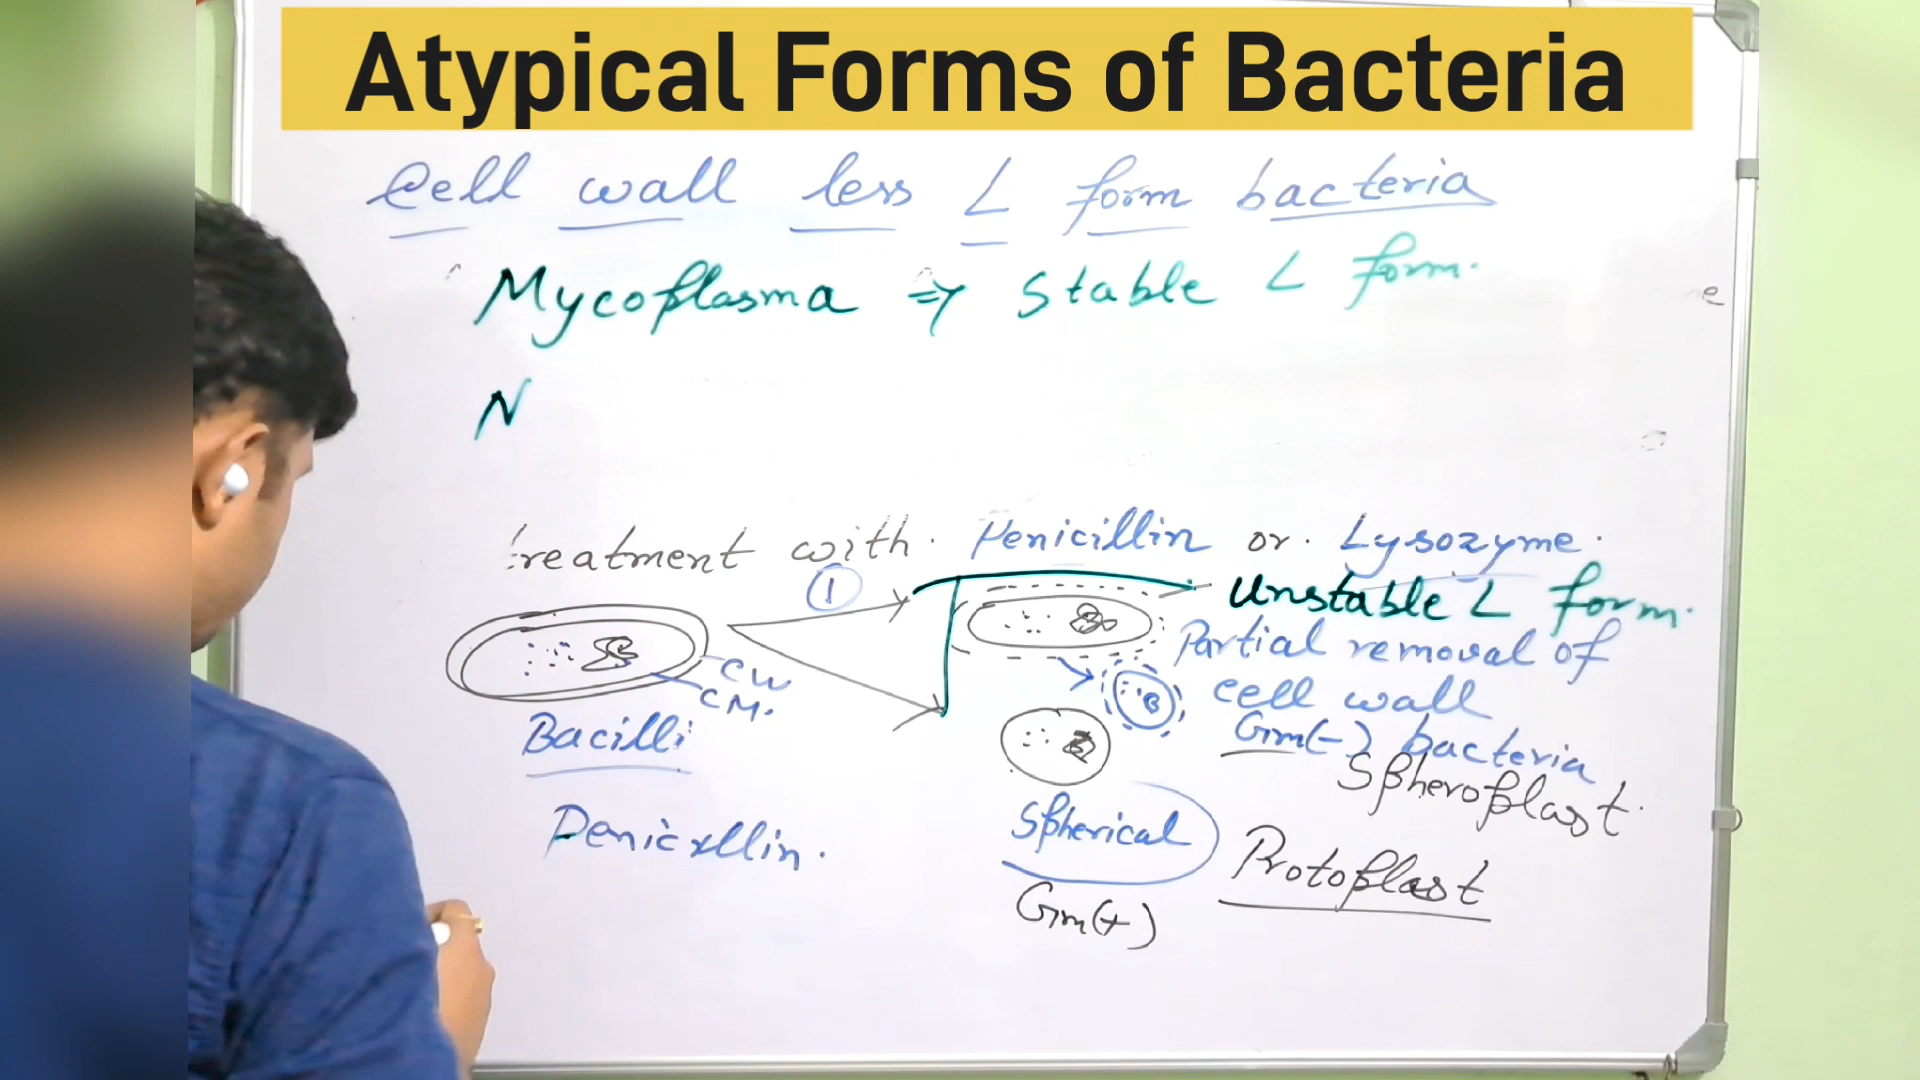 Atypical Forms of Bacteria
Cell wall less L form bacteria
Mycoplasma ⇒ Stable L form.
e
N
treatment with. Penicillin or. Lysozyme.
1
Unstable L form.
Partial removal of
cell wall
CW
CM.
Bacilli
Gm(-) bacteria
Spheroplast.
Penicillin.
Spherical
Protoplast
Gm(+)